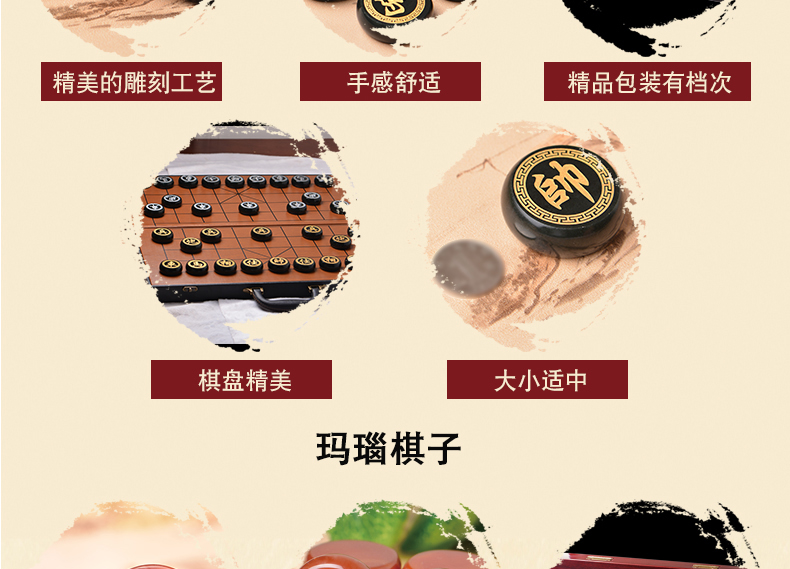 精美的雕刻工艺
手感舒适
精品包装有档次
帥
棋盘精美
大小适中
玛瑙棋子